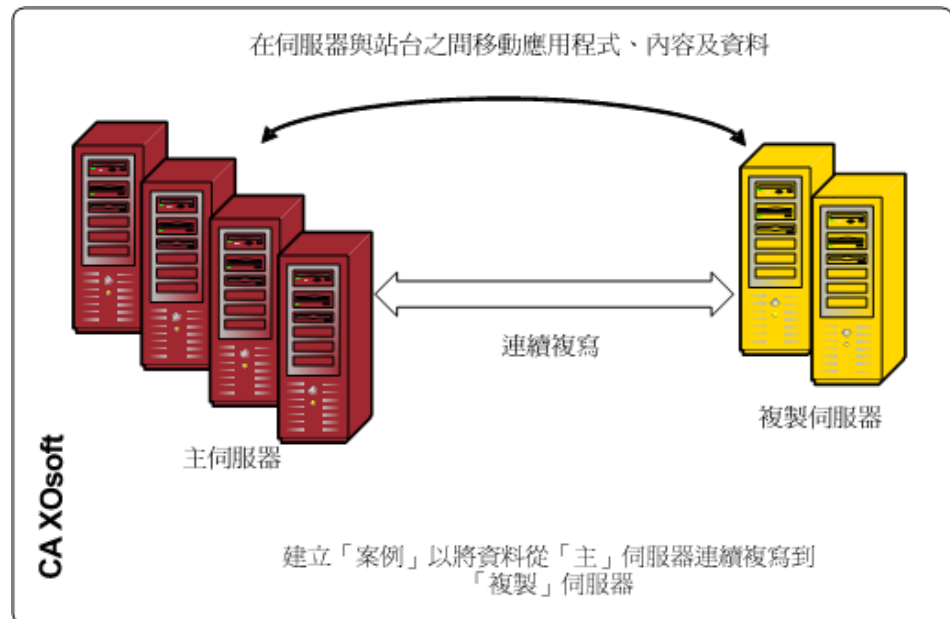 在伺服器與站台之間移動應用程式、內容及資料
連續複寫
複製伺服器
主伺服器
CA XOsoft
建立「案例」以將資料從「主」伺服器連續複寫到
「複製」伺服器